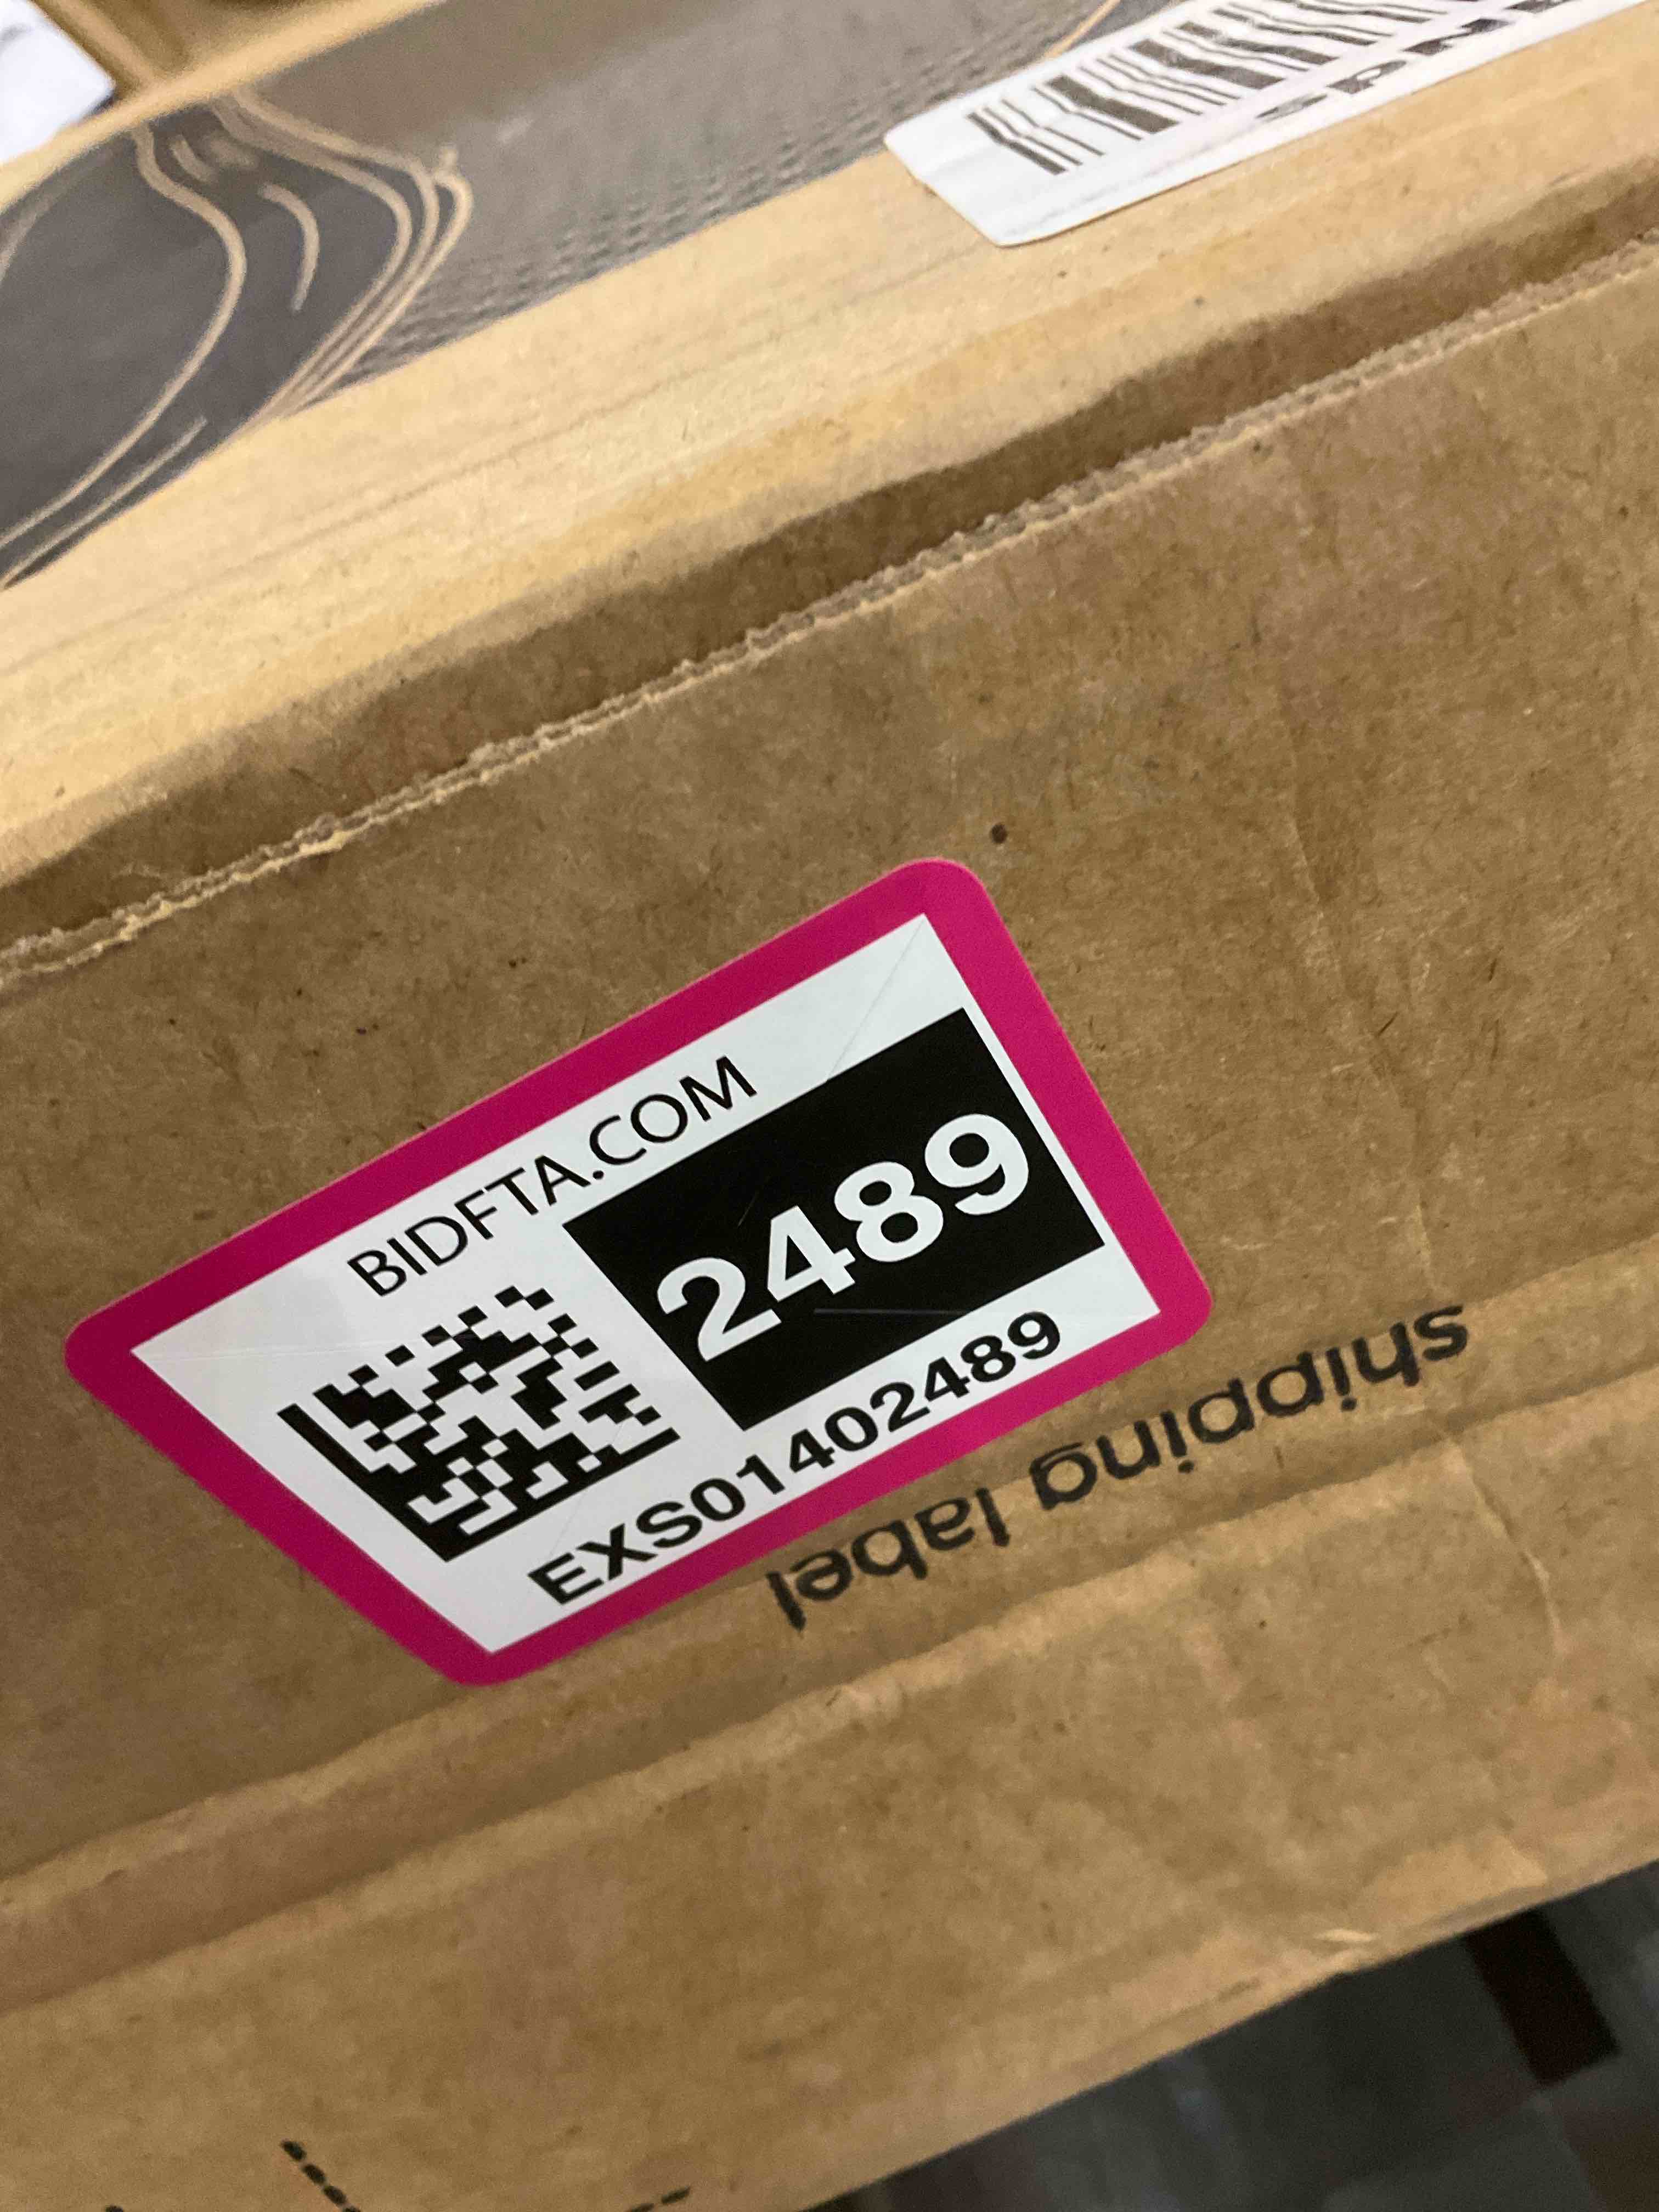 BIDFTA.COM
2489
EXS01402489
shipping label